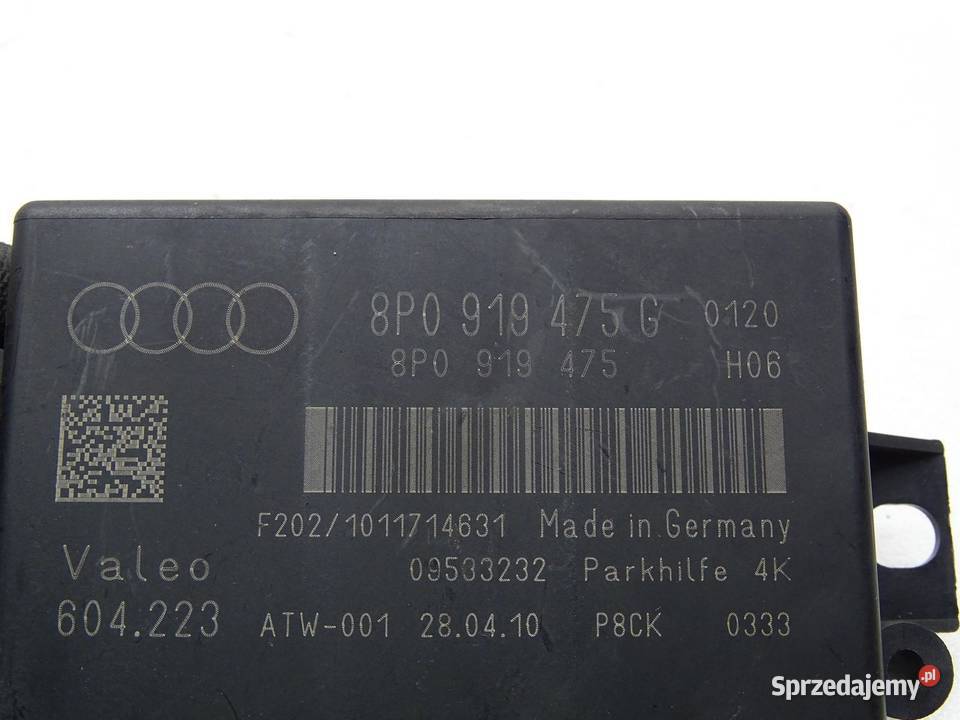 8P0 919 475 G 0120
8P0 919 475 H06
F202/1011714631 Made in Germany
Valeo 09533232 Parkhilfe 4K
604.223 ATW-001 28.04.10 P8CK 0333
Sprzedajemy.pl